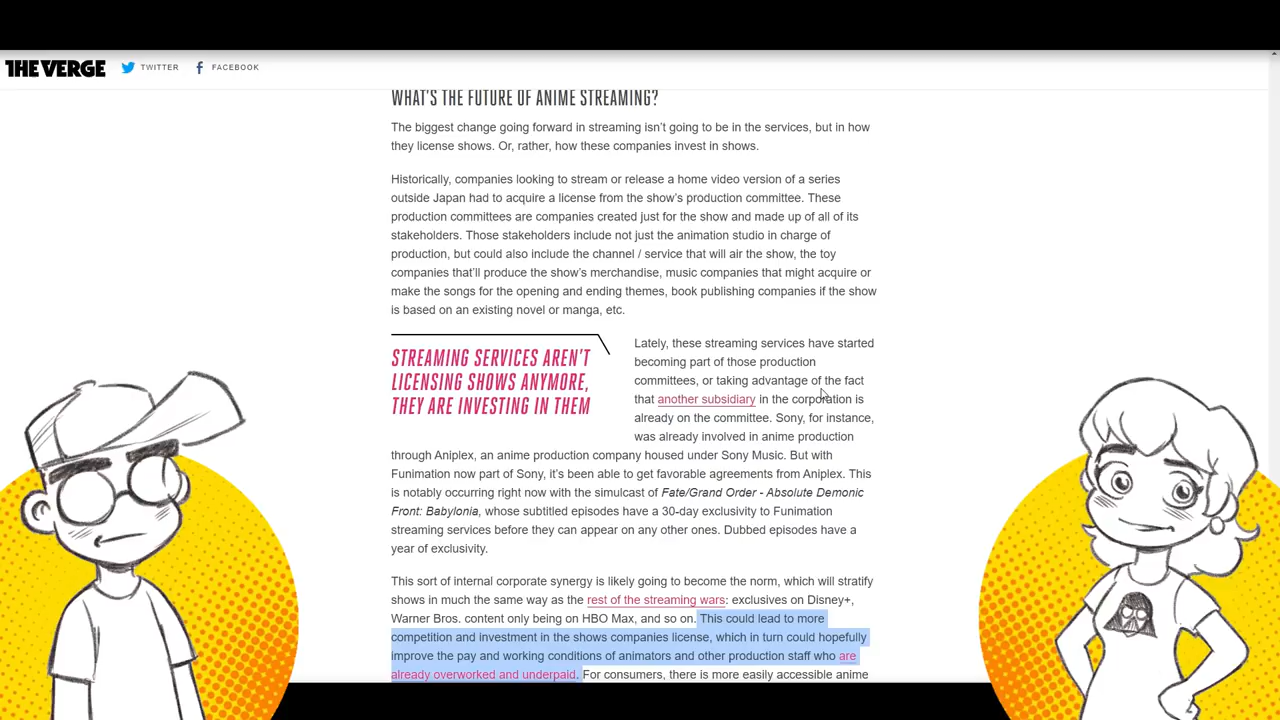 THE VERGE
TWITTER
FACEBOOK
WHAT'S THE FUTURE OF ANIME STREAMING?
The biggest change going forward in streaming isn't going to be in the services, but in how
they license shows. Or, rather, how these companies invest in shows.
Historically, companies looking to stream or release a home video version of a series
outside Japan had to acquire a license from the show's production committee. These
production committees are companies created just for the show and made up of all of its
stakeholders. Those stakeholders include not just the animation studio in charge of
production, but could also include the channel / service that will air the show, the toy
companies that'll produce the show's merchandise, music companies that might acquire or
make the songs for the opening and ending themes, book publishing companies if the show
is based on an existing novel or manga, etc.
STREAMING SERVICES AREN'T
LICENSING SHOWS ANYMORE,
THEY ARE INVESTING IN THEM
Lately, these streaming services have started
becoming part of those production
committees, or taking advantage of the fact
that another subsidiary in the corporation is
already on the committee. Sony, for instance,
was already involved in anime production
through Aniplex, an anime production company housed under Sony Music. But with
Funimation now part of Sony, it's been able to get favorable agreements from Aniplex. This
is notably occurring right now with the simulcast of Fate/Grand Order - Absolute Demonic
Front: Babylonia, whose subtitled episodes have a 30-day exclusivity to Funimation
streaming services before they can appear on any other ones. Dubbed episodes have a
year of exclusivity.
This sort of internal corporate synergy is likely going to become the norm, which will stratify
shows in much the same way as the rest of the streaming wars: exclusives on Disney+,
Warner Bros. content only being on HBO Max, and so on. This could lead to more
competition and investment in the shows companies license, which in turn could hopefully
improve the pay and working conditions of animators and other production staff who are
already overworked and underpaid. For consumers, there is more easily accessible anime